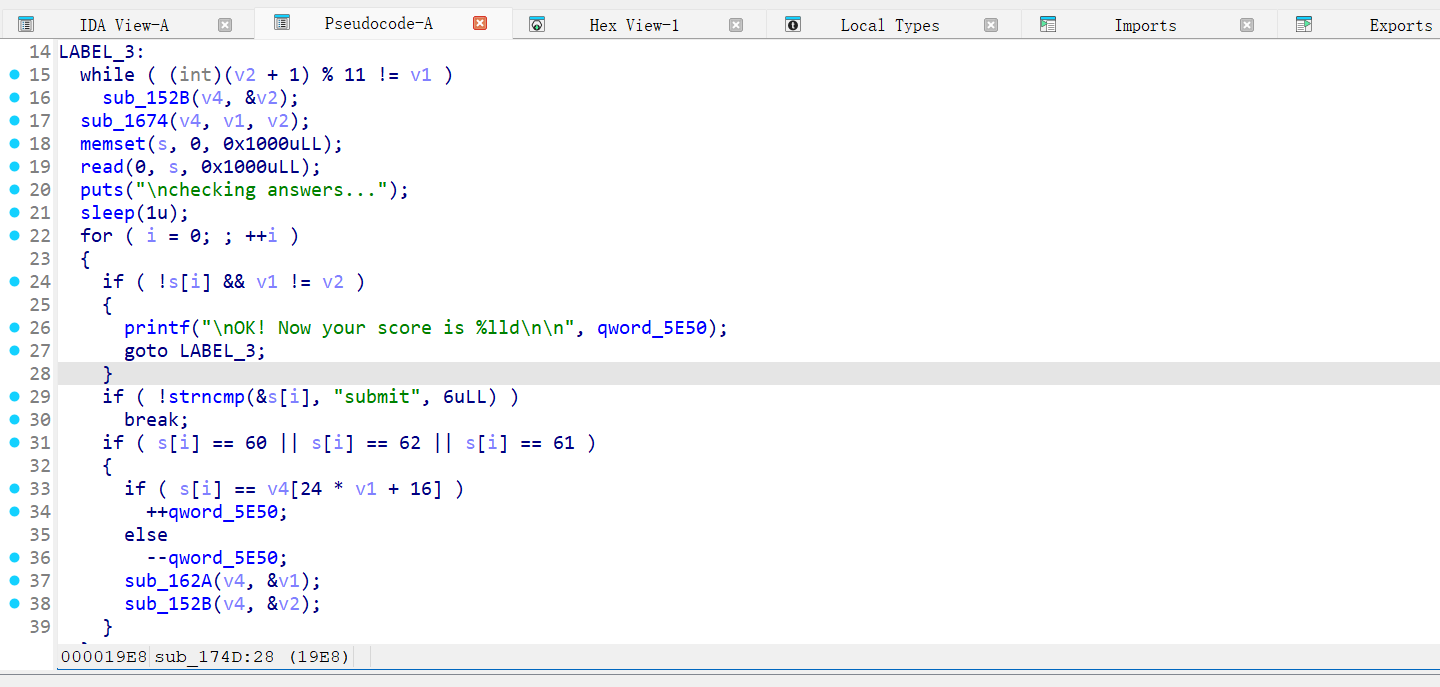 IDA View-A Pseudocode-A Hex View-1 Local Types Imports Exports
14 LABEL_3:
15 while ( (int)(v2 + 1) % 11 != v1 )
16 sub_152B(v4, &v2);
17 sub_1674(v4, v1, v2);
18 memset(s, 0, 0x1000uLL);
19 read(0, s, 0x1000uLL);
20 puts("\nchecking answers...");
21 sleep(1u);
22 for ( i = 0; ; ++i )
23 {
24 if ( !s[i] && v1 != v2 )
25 {
26 printf("\nOK! Now your score is %lld\n\n", qword_5E50);
27 goto LABEL_3;
28 }
29 if ( !strncmp(&s[i], "submit", 6uLL) )
30 break;
31 if ( s[i] == 60 || s[i] == 62 || s[i] == 61 )
32 {
33 if ( s[i] == v4[24 * v1 + 16] )
34 ++qword_5E50;
35 else
36 --qword_5E50;
37 sub_162A(v4, &v1);
38 sub_152B(v4, &v2);
39 }
000019E8 sub_174D:28 (19E8)